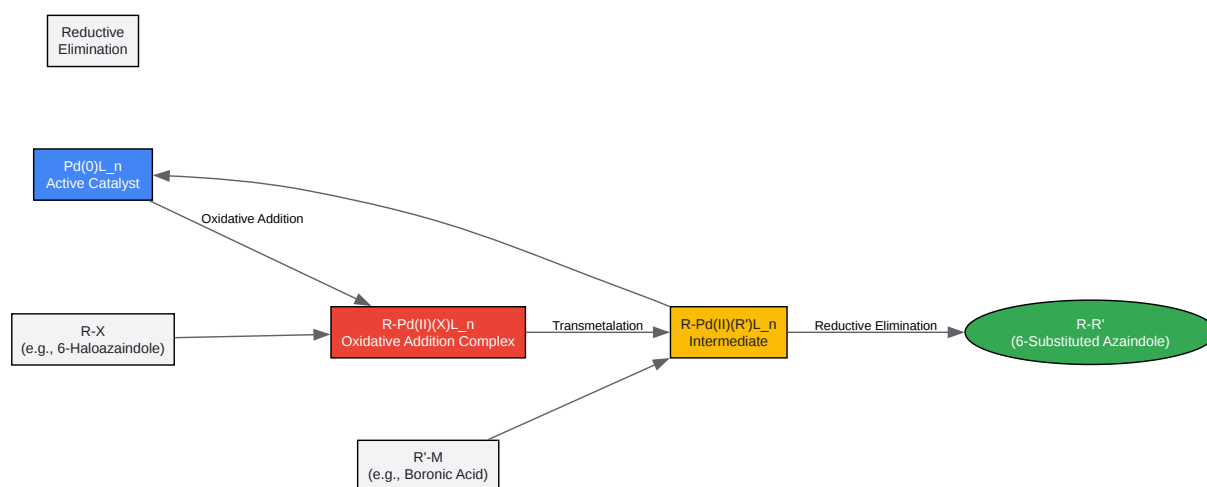 Reductive
Elimination
Pd(0)L_n
Active Catalyst
Oxidative Addition
R-X
(e.g., 6-Haloazaindole)
R-Pd(II)(X)L_n
Oxidative Addition Complex
Transmetalation
R-Pd(II)(R')L_n
Intermediate
Reductive Elimination
R-R'
(6-Substituted Azaindole)
R'-M
(e.g., Boronic Acid)